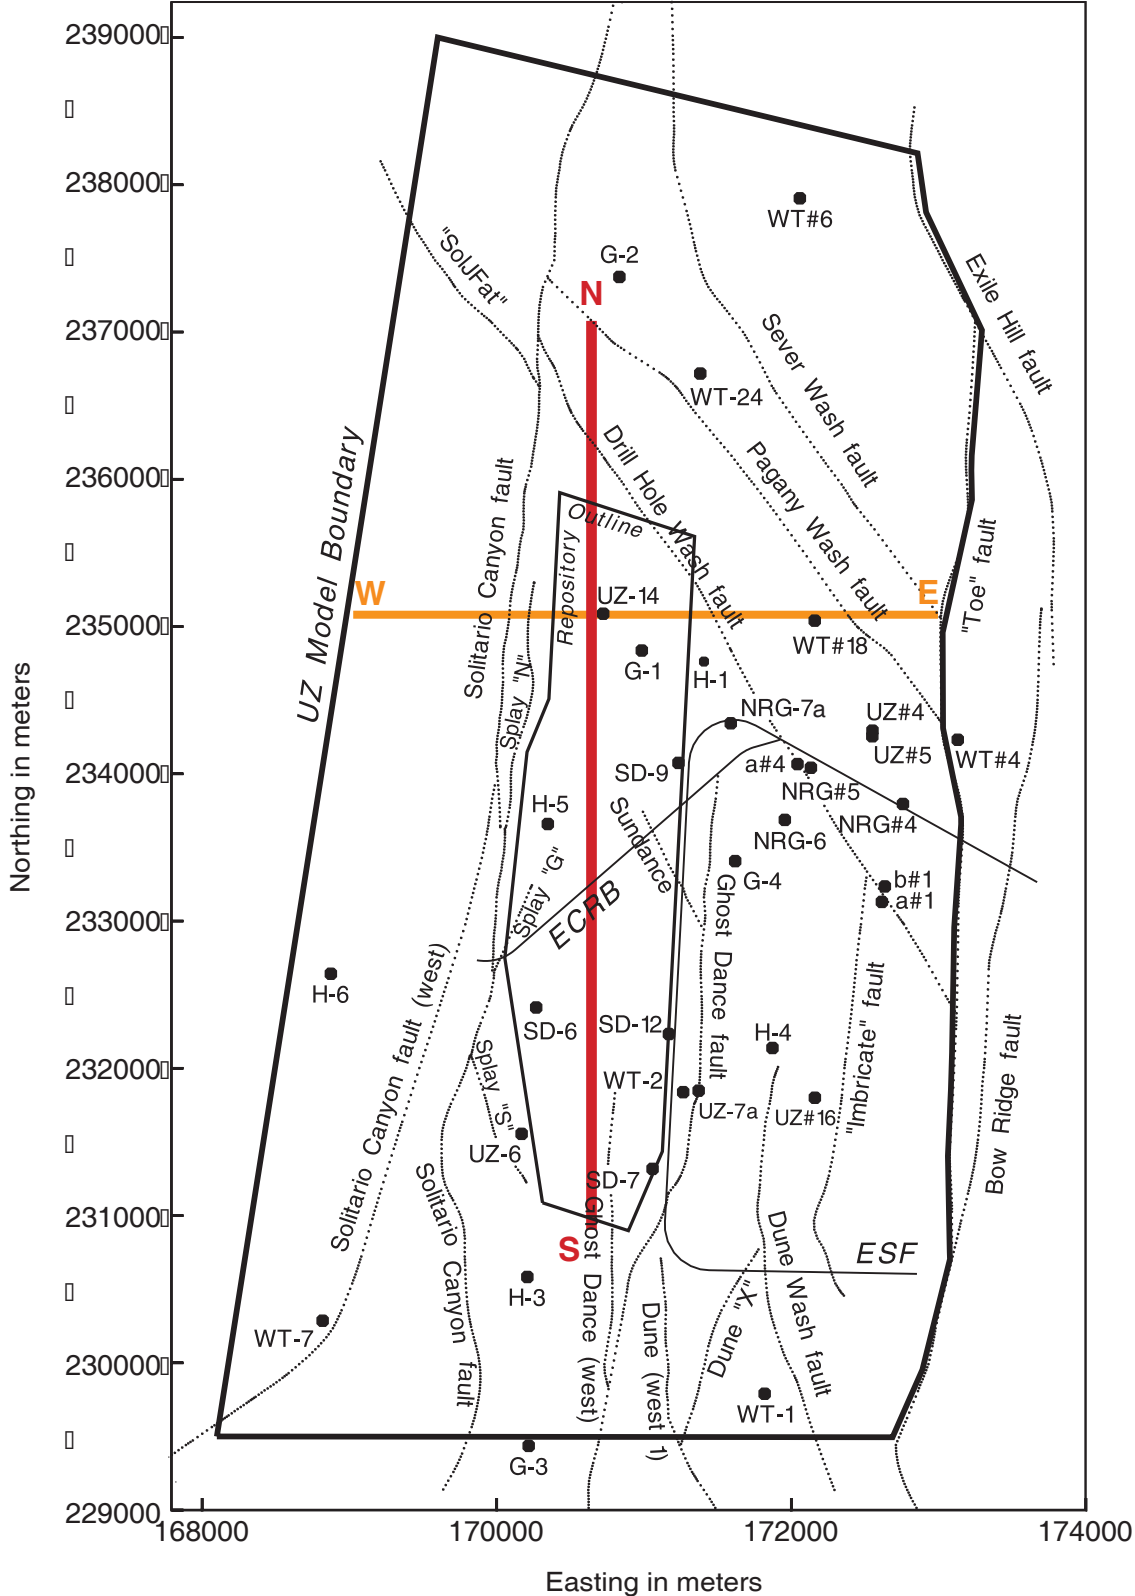 239000
238000
237000
236000
235000
234000
233000
232000
231000
230000
229000
168000
170000
172000
174000
Northing in meters
Easting in meters
UZ Model Boundary
"SolJFat"
G-2
N
WT#6
WT-24
Sever Wash fault
Exile Hill fault
Drill Hole Wash fault
Pagany Wash fault
Solitario Canyon fault
Repository
Outline
"Toe" fault
W
E
UZ-14
WT#18
G-1
H-1
Splay "N"
NRG-7a
UZ#4
UZ#5
WT#4
SD-9
a#4
NRG#5
NRG#4
NRG-6
H-5
Sundance
G-4
Splay "G"
ECRB
b#1
a#1
Ghost Dance fault
H-6
Solitario Canyon fault (west)
SD-6
SD-12
H-4
"Imbricate" fault
Bow Ridge fault
WT-2
UZ-7a
UZ#16
Splay "S"
UZ-6
SD-7
Solitario Canyon fault
S
Ghost Dance (west)
ESF
H-3
WT-7
Dune (west 1)
Dune "X"
Dune Wash fault
WT-1
G-3